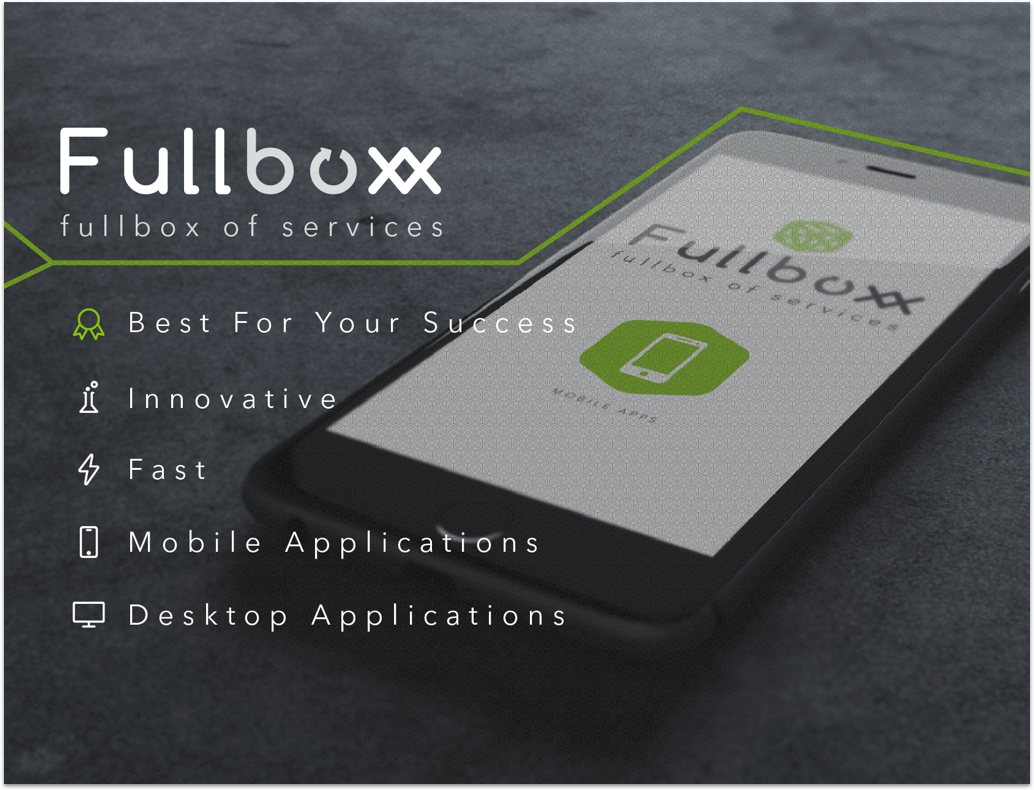 Fullboxx
fullbox of services
Best For Your Success
Innovative
Fast
Mobile Applications
Desktop Applications
Fullboxx
fullbox of services
MOBILE APPS